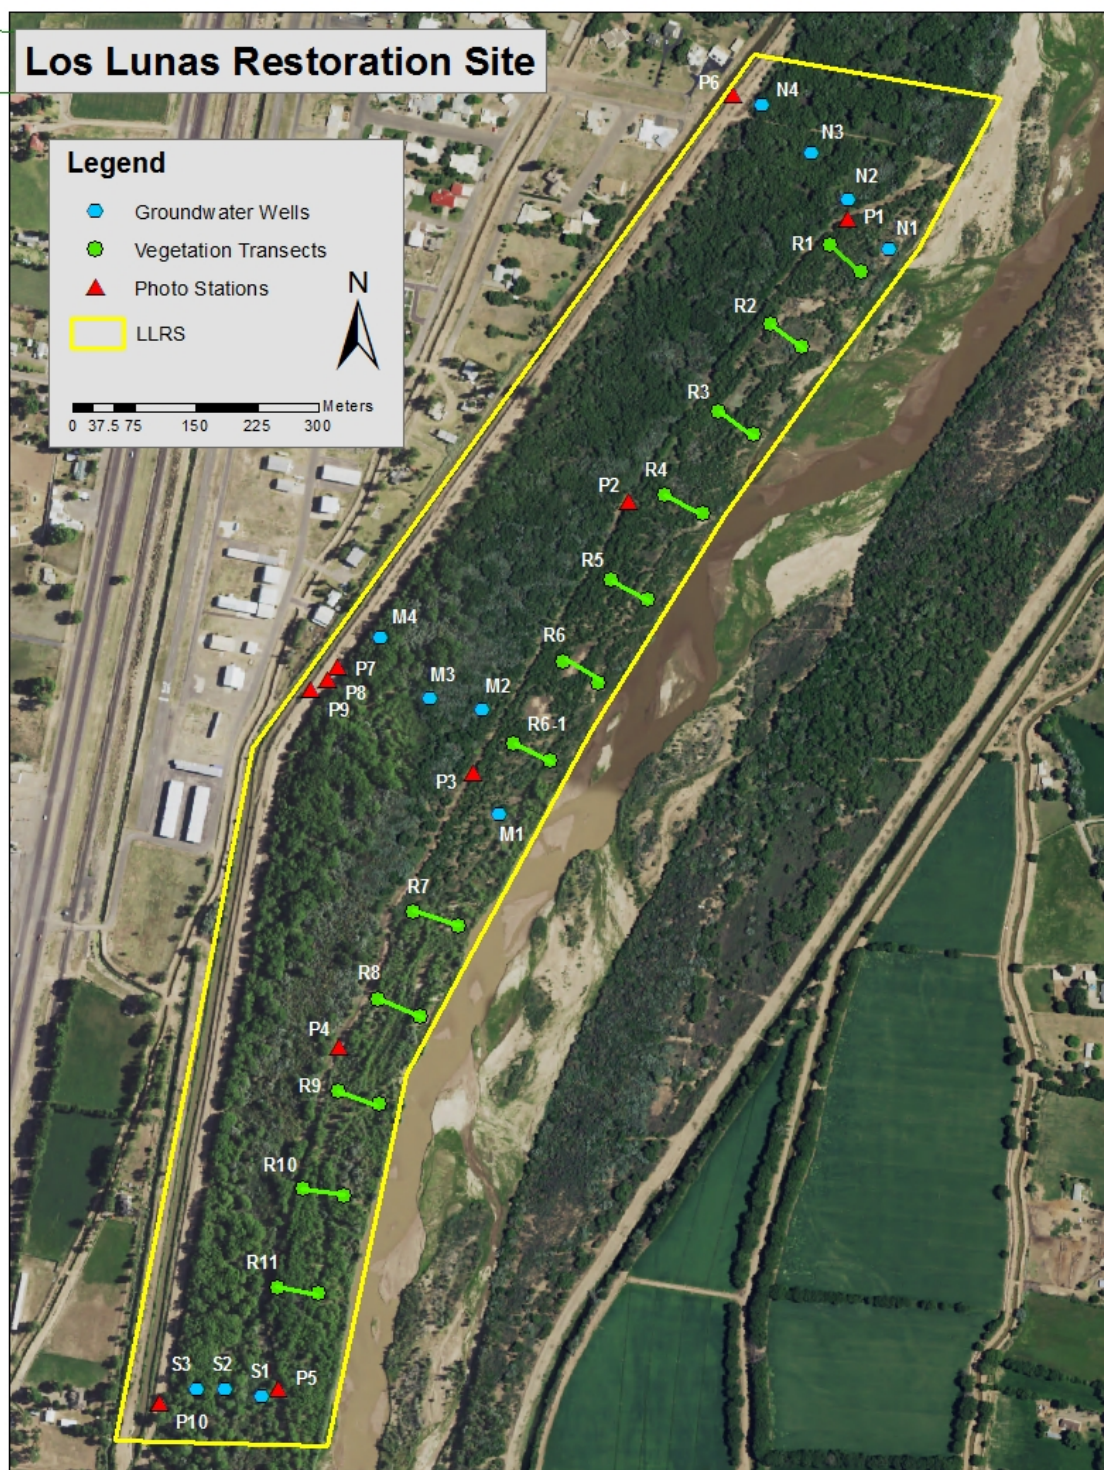 Los Lunas Restoration Site
Legend
Groundwater Wells
Vegetation Transects
Photo Stations
LLRS
N
Meters
0 37.5 75 150 225 300
P6
N4
N3
N2
P1
N1
R1
R2
R3
R4
P2
R5
M4
R6
P7
P8
P9
M3
M2
R6-1
P3
M1
R7
R8
P4
R9
R10
R11
S3
S2
S1
P5
P10